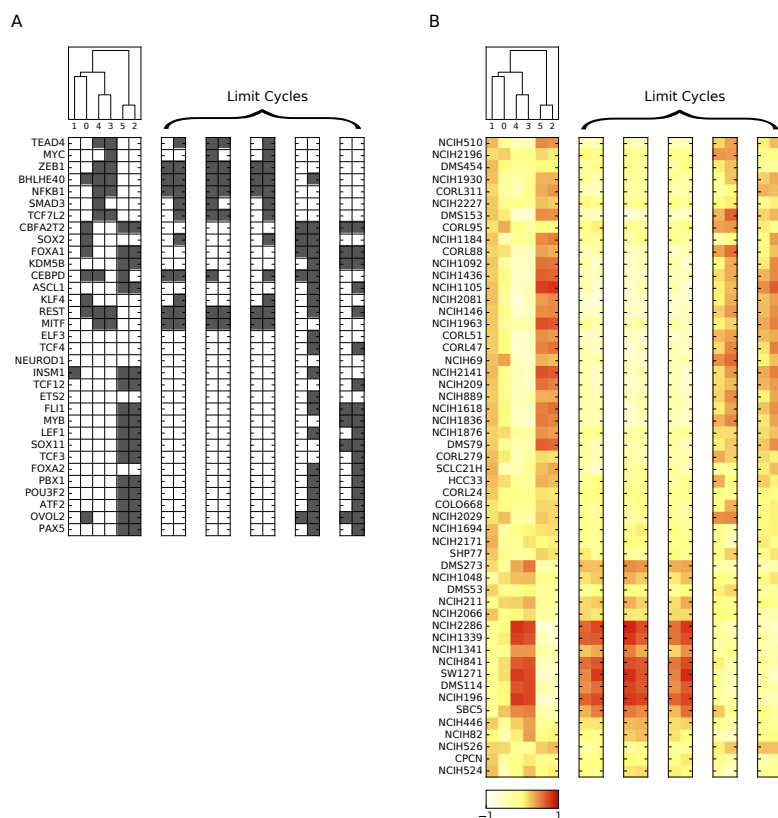 A
B
Limit Cycles
Limit Cycles
1 0 4 3 5 2
1 0 4 3 5 2
TEAD4
MYC
ZEB1
BHLHE40
NFKB1
SMAD3
TCF7L2
CBFA2T2
SOX2
FOXA1
KDM5B
CEBPD
ASCL1
KLF4
REST
MITF
ELF3
TCF4
NEUROD1
INSM1
TCF12
ETS2
FLI1
MYB
LEF1
SOX11
TCF3
FOXA2
PBX1
POU3F2
ATF2
OVOL2
PAX5
NCIH510
NCIH2196
DMS454
NCIH1930
CORL311
NCIH2227
DMS153
CORL95
NCIH1184
CORL88
NCIH1092
NCIH1436
NCIH1105
NCIH2081
NCIH146
NCIH1963
CORL51
CORL47
NCIH69
NCIH2141
NCIH209
NCIH889
NCIH1618
NCIH1836
NCIH1876
DMS79
CORL279
SCLC21H
HCC33
CORL24
COLO668
NCIH2029
NCIH1694
NCIH2171
SHP77
DMS273
NCIH1048
DMS53
NCIH211
NCIH2066
NCIH2286
NCIH1339
NCIH1341
NCIH841
SW1271
DMS114
NCIH196
SBC5
NCIH446
NCIH82
NCIH526
CPCN
NCIH524
−1 1